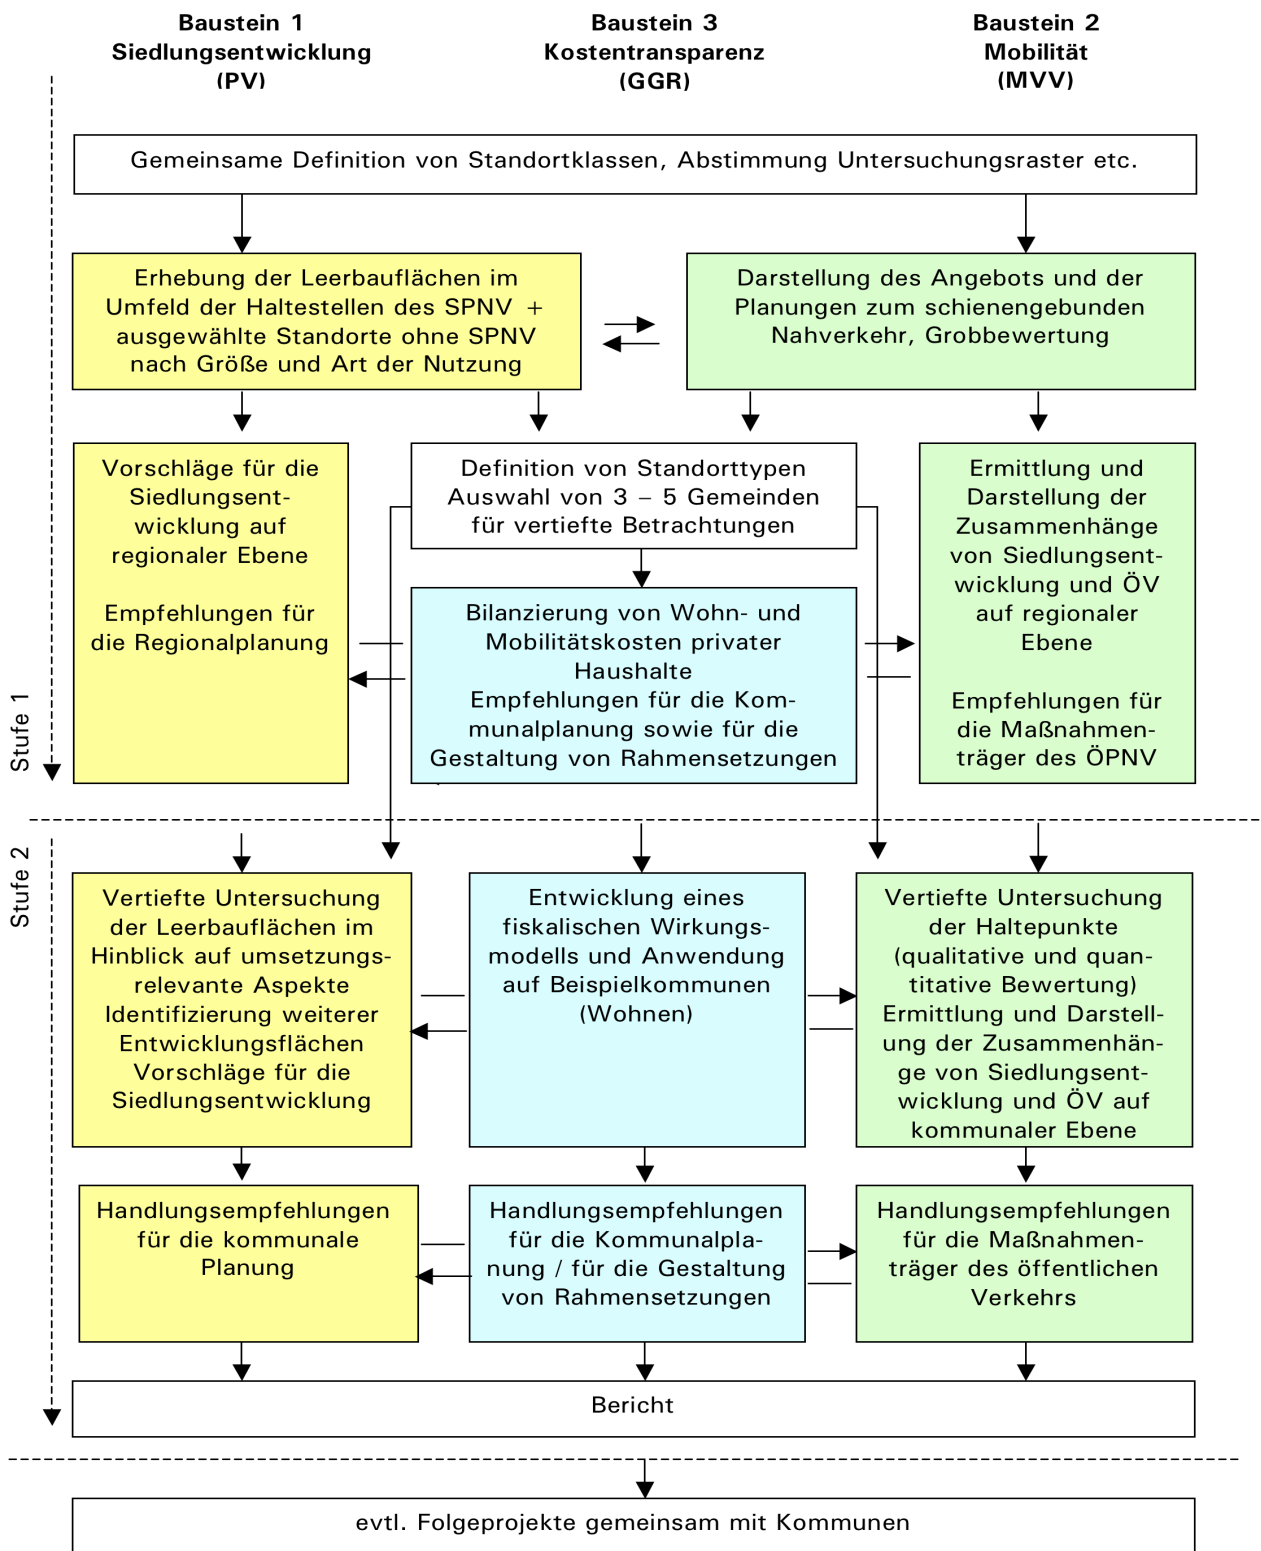 Baustein 1
Siedlungsentwicklung
(PV)
Baustein 3
Kostentransparenz
(GGR)
Baustein 2
Mobilität
(MVV)
Gemeinsame Definition von Standortklassen, Abstimmung Untersuchungsraster etc.
Erhebung der Leerbauflächen im
Umfeld der Haltestellen des SPNV +
ausgewählte Standorte ohne SPNV
nach Größe und Art der Nutzung
Darstellung des Angebots und der
Planungen zum schienengebunden
Nahverkehr, Grobbewertung
Vorschläge für die
Siedlungsent-
wicklung auf
regionaler Ebene
Empfehlungen für
die Regionalplanung
Definition von Standorttypen
Auswahl von 3 – 5 Gemeinden
für vertiefte Betrachtungen
Bilanzierung von Wohn- und
Mobilitätskosten privater
Haushalte
Empfehlungen für die Kom-
munalplanung sowie für die
Gestaltung von Rahmensetzungen
Ermittlung und
Darstellung der
Zusammenhänge
von Siedlungsent-
wicklung und ÖV
auf regionaler
Ebene
Empfehlungen für
die Maßnahmen-
träger des ÖPNV
Stufe 1
Stufe 2
Vertiefte Untersuchung
der Leerbauflächen im
Hinblick auf umsetzungs-
relevante Aspekte
Identifizierung weiterer
Entwicklungsflächen
Vorschläge für die
Siedlungsentwicklung
Entwicklung eines
fiskalischen Wirkungs-
modells und Anwendung
auf Beispielkommunen
(Wohnen)
Vertiefte Untersuchung
der Haltepunkte
(qualitative und quan-
titative Bewertung)
Ermittlung und Darstell-
ung der Zusammenhän-
ge von Siedlungsent-
wicklung und ÖV auf
kommunaler Ebene
Handlungsempfehlungen
für die kommunale
Planung
Handlungsempfehlungen
für die Kommunalpla-
nung / für die Gestaltung
von Rahmensetzungen
Handlungsempfehlungen
für die Maßnahmen-
träger des öffentlichen
Verkehrs
Bericht
evtl. Folgeprojekte gemeinsam mit Kommunen